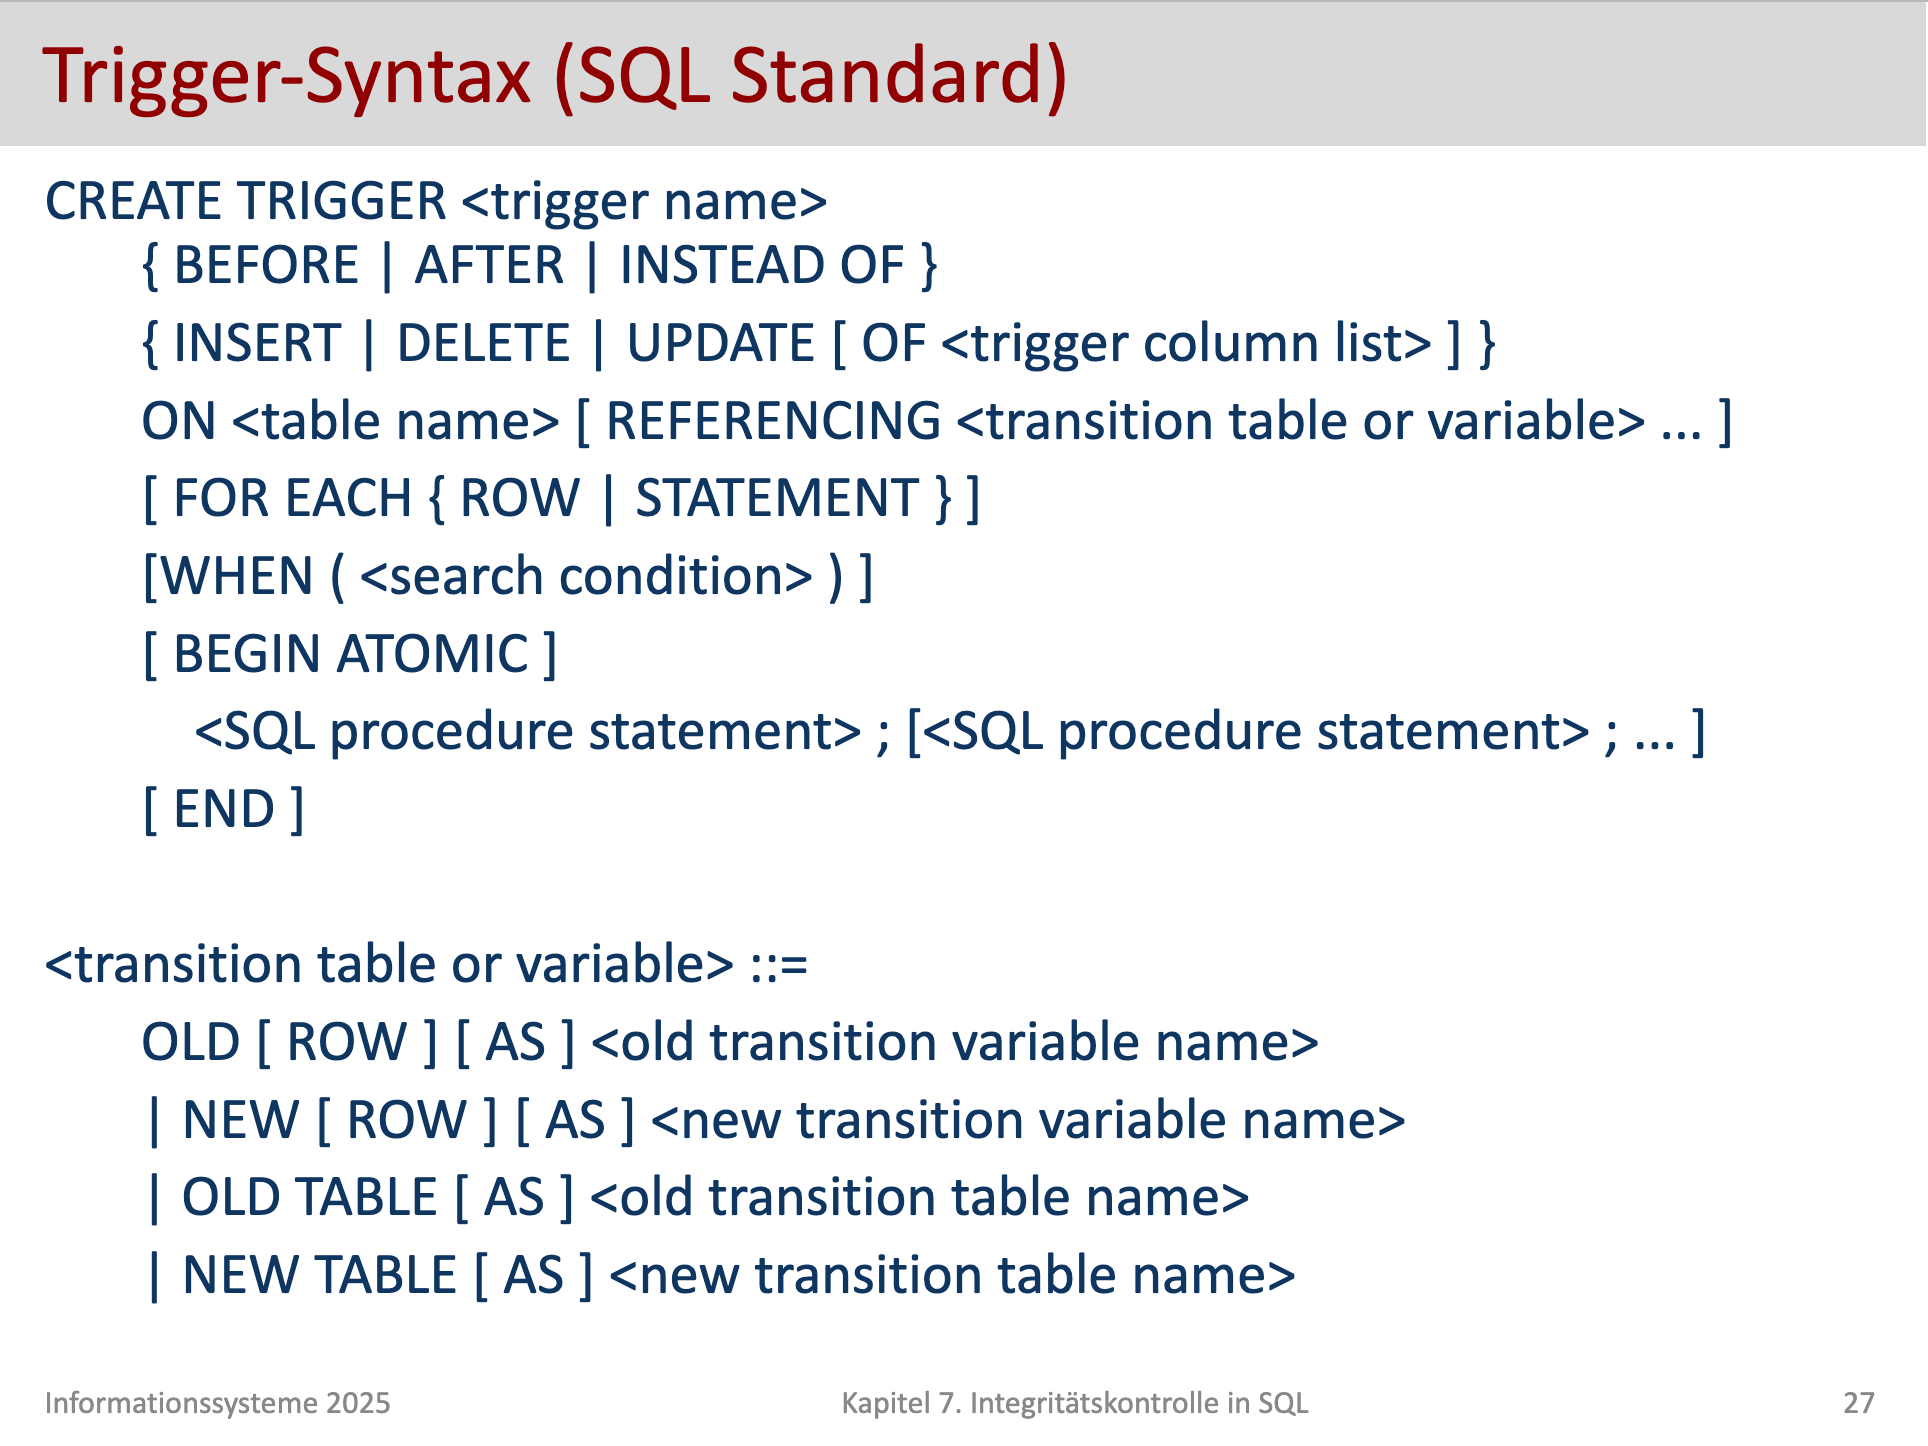 Trigger-Syntax (SQL Standard)
CREATE TRIGGER <trigger name>
{ BEFORE | AFTER | INSTEAD OF }
{ INSERT | DELETE | UPDATE [ OF <trigger column list> ] }
ON <table name> [ REFERENCING <transition table or variable> ... ]
[ FOR EACH { ROW | STATEMENT } ]
[WHEN ( <search condition> ) ]
[ BEGIN ATOMIC ]
<SQL procedure statement> ; [<SQL procedure statement> ; ... ]
[ END ]
<transition table or variable> ::=
OLD [ ROW ] [ AS ] <old transition variable name>
| NEW [ ROW ] [ AS ] <new transition variable name>
| OLD TABLE [ AS ] <old transition table name>
| NEW TABLE [ AS ] <new transition table name>
Informationssysteme 2025
Kapitel 7. Integritätskontrolle in SQL
27